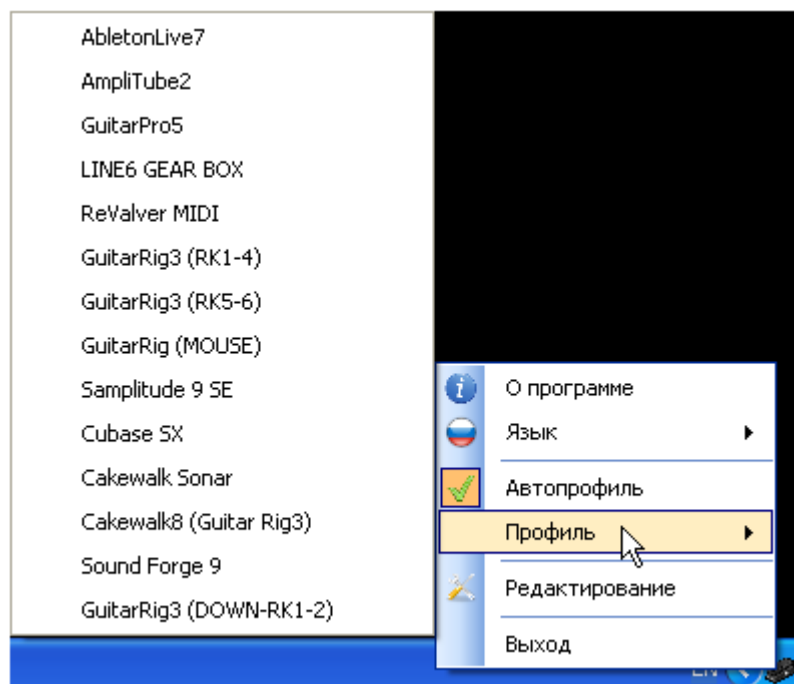 AbletonLive7
AmpliTube2
GuitarPro5
LINE6 GEAR BOX
ReValver MIDI
GuitarRig3 (RK1-4)
GuitarRig3 (RK5-6)
GuitarRig (MOUSE)
Samplitude 9 SE
Cubase SX
Cakewalk Sonar
Cakewalk8 (Guitar Rig3)
Sound Forge 9
GuitarRig3 (DOWN-RK1-2)
О программе
Язык
Автопрофиль
Профиль
Редактирование
Выход
EN